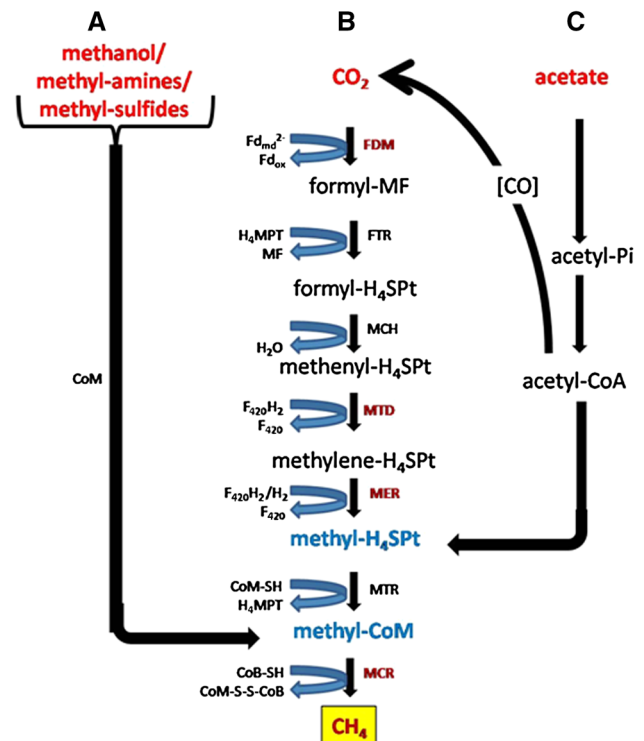 A
B
C
methanol/
methyl-amines/
methyl-sulfides
CO₂
acetate
Fdmd²⁻
Fdox
FDM
formyl-MF
[CO]
H₄MPT
MF
FTR
acetyl-Pi
formyl-H₄SPt
MCH
H₂O
methenyl-H₄SPt
CoM
acetyl-CoA
F₄₂₀H₂
F₄₂₀
MTD
methylene-H₄SPt
F₄₂₀H₂/H₂
F₄₂₀
MER
methyl-H₄SPt
CoM-SH
H₄MPT
MTR
methyl-CoM
CoB-SH
CoM-S-S-CoB
MCR
CH₄